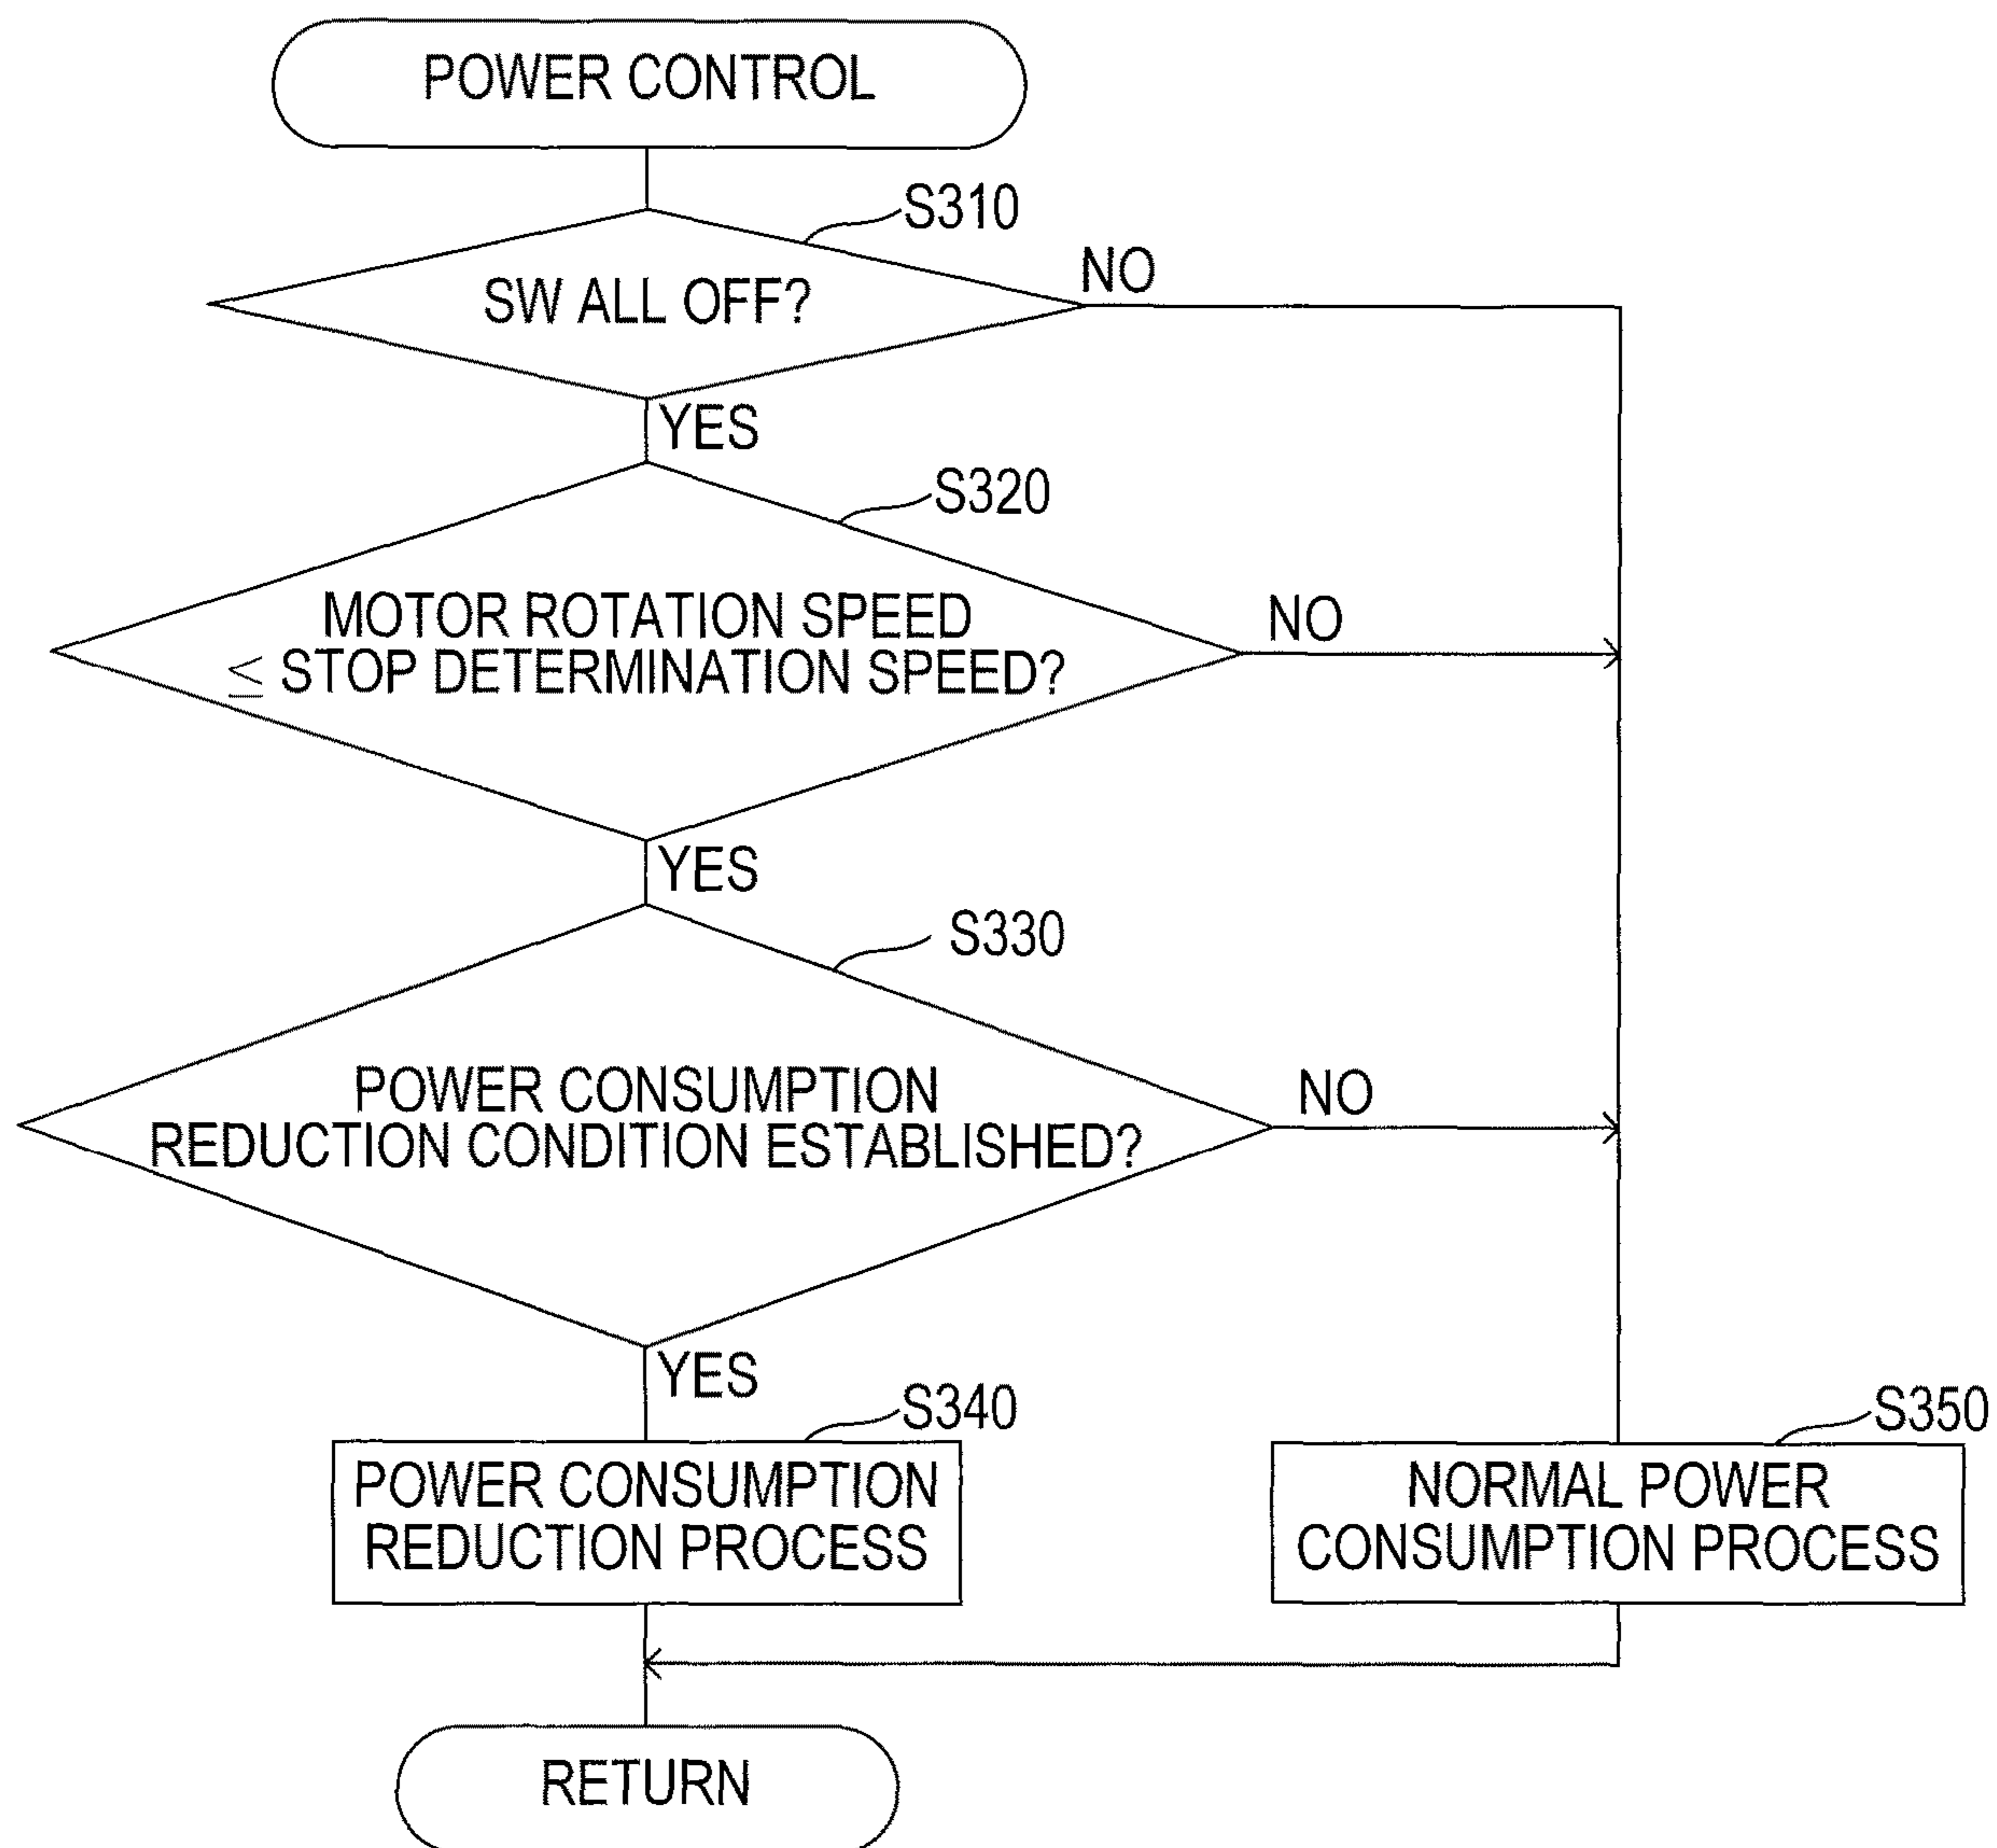 POWER CONTROL
S310
SW ALL OFF?
NO
YES
S320
MOTOR ROTATION SPEED
≤ STOP DETERMINATION SPEED?
NO
YES
S330
POWER CONSUMPTION
REDUCTION CONDITION ESTABLISHED?
NO
YES
S340
POWER CONSUMPTION
REDUCTION PROCESS
S350
NORMAL POWER
CONSUMPTION PROCESS
RETURN